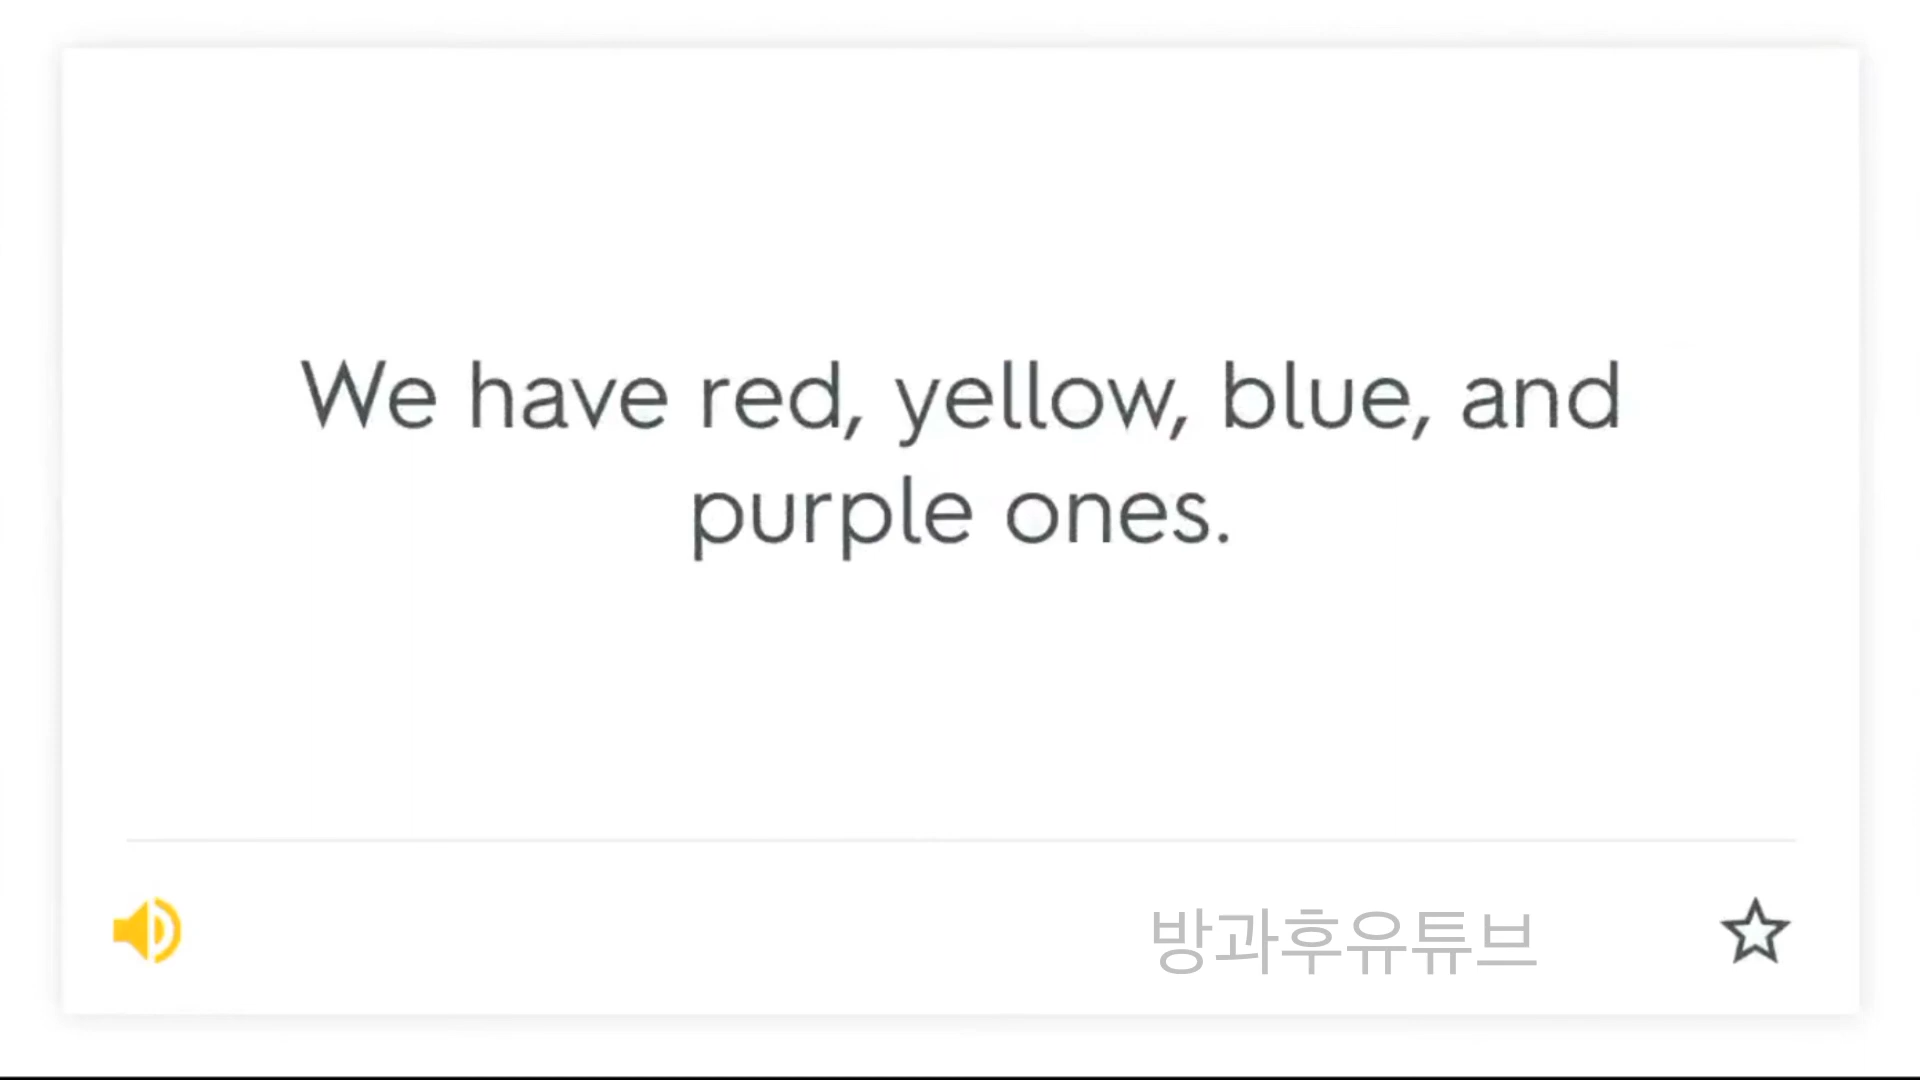 We have red, yellow, blue, and
purple ones.
방과후유튜브